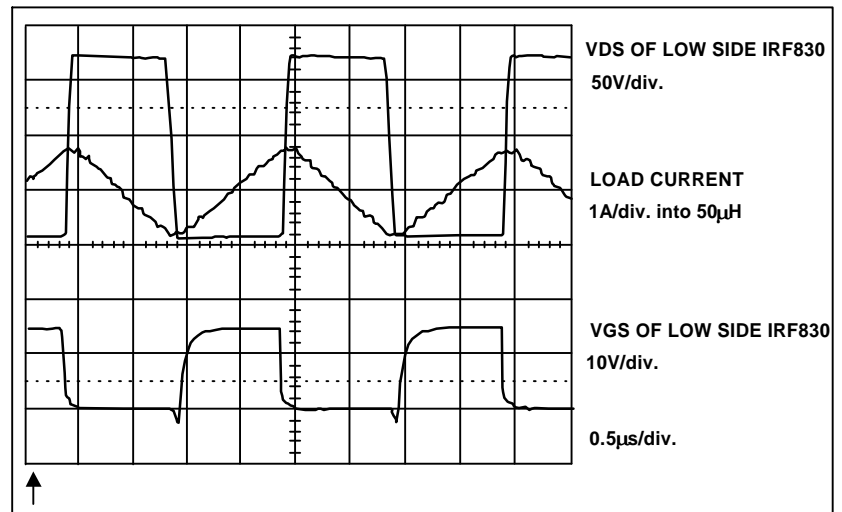 VDS OF LOW SIDE IRF830
50V/div.
LOAD CURRENT
1A/div. into 50µH
VGS OF LOW SIDE IRF830
10V/div.
0.5µs/div.